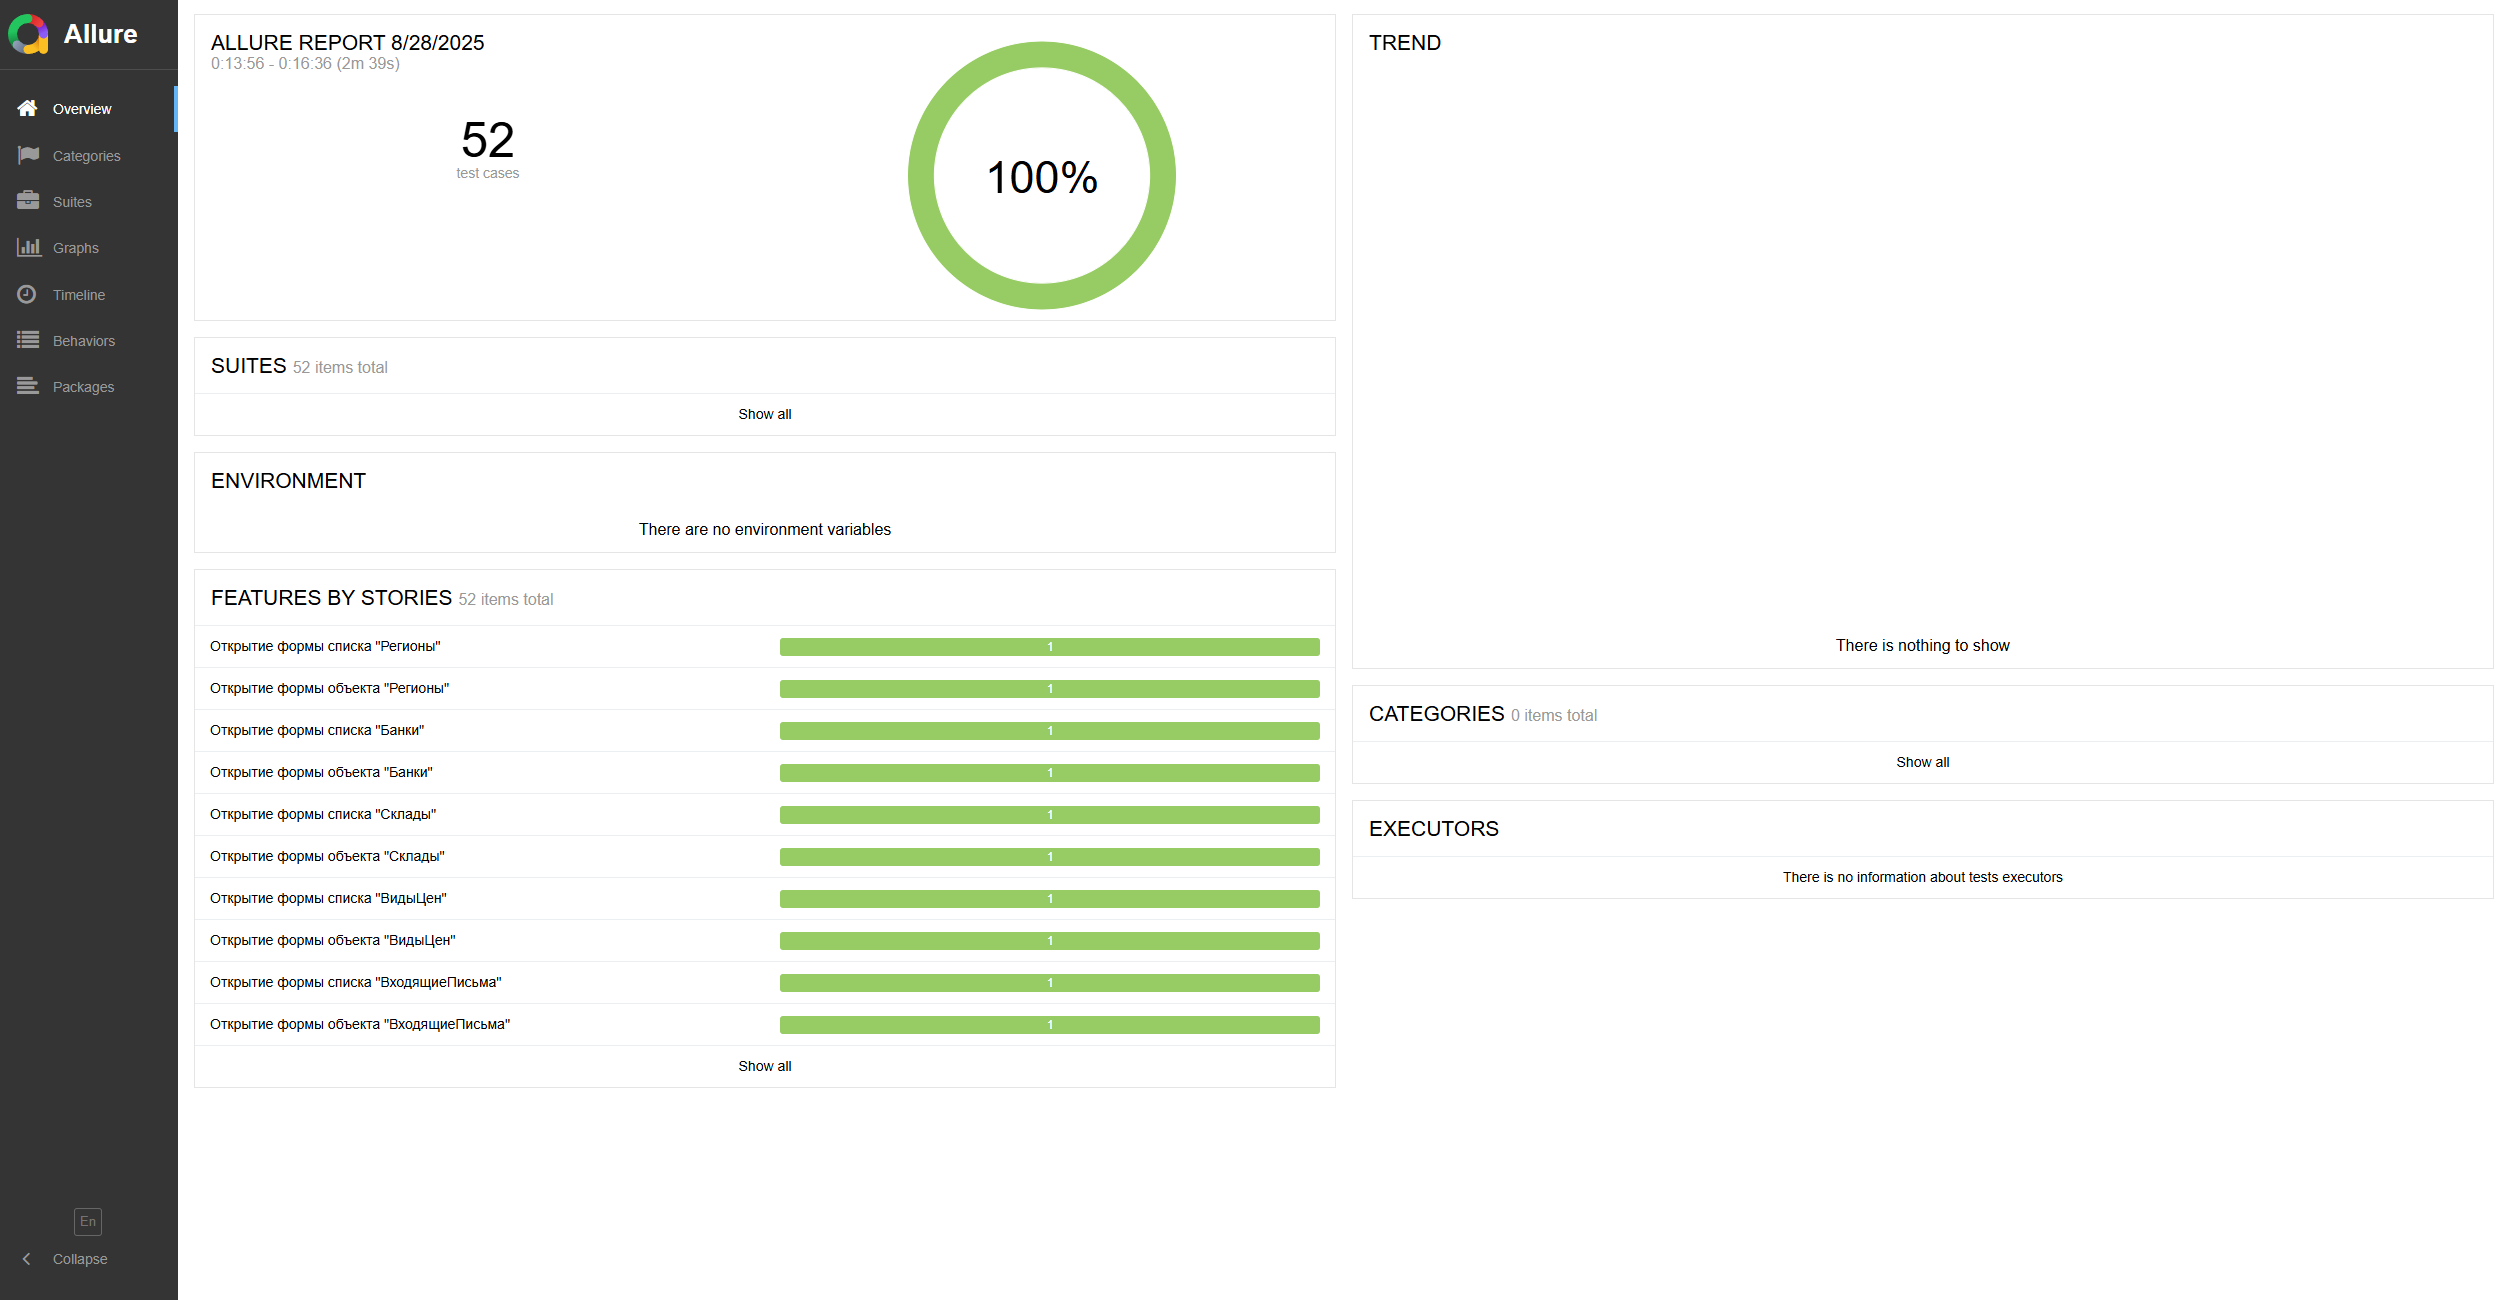 Allure
Overview
Categories
Suites
Graphs
Timeline
Behaviors
Packages
En
Collapse
ALLURE REPORT 8/28/2025
0:13:56 - 0:16:36 (2m 39s)
52
test cases
100%
SUITES 52 items total
Show all
ENVIRONMENT
There are no environment variables
FEATURES BY STORIES 52 items total
Открытие формы списка "Регионы" 1
Открытие формы объекта "Регионы" 1
Открытие формы списка "Банки" 1
Открытие формы объекта "Банки" 1
Открытие формы списка "Склады" 1
Открытие формы объекта "Склады" 1
Открытие формы списка "ВидыЦен" 1
Открытие формы объекта "ВидыЦен" 1
Открытие формы списка "ВходящиеПисьма" 1
Открытие формы объекта "ВходящиеПисьма" 1
Show all
TREND
There is nothing to show
CATEGORIES 0 items total
Show all
EXECUTORS
There is no information about tests executors